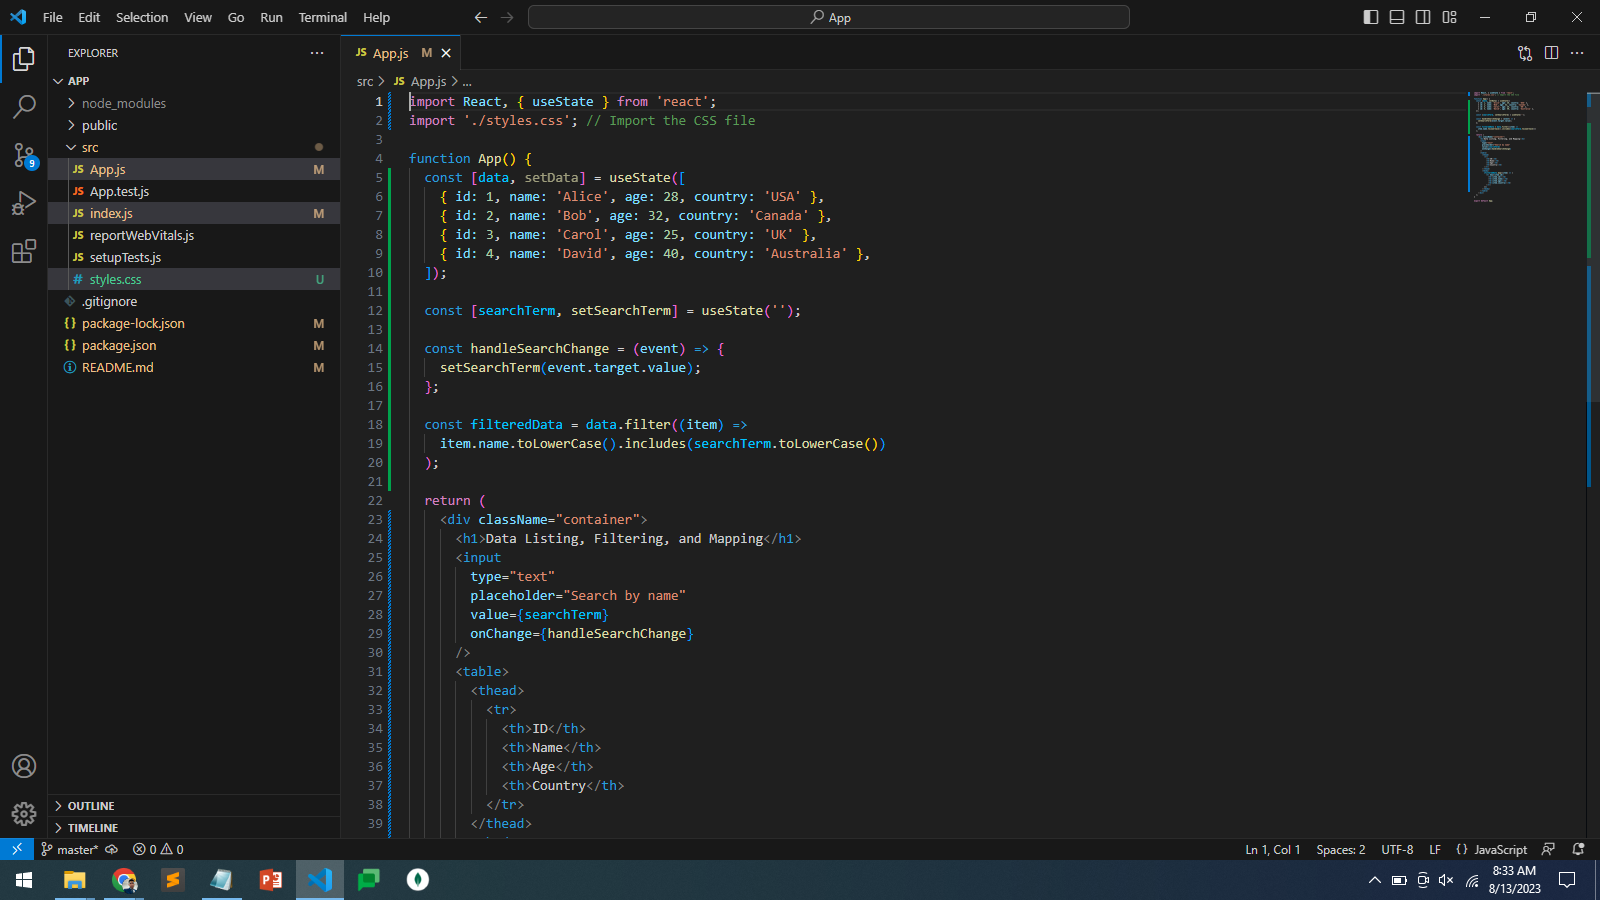 File Edit Selection View Go Run Terminal Help
App
EXPLORER
APP
node_modules
public
src
JS App.js M
JS App.test.js
JS index.js M
JS reportWebVitals.js
JS setupTests.js
# styles.css U
.gitignore
{} package-lock.json M
{} package.json M
README.md M
OUTLINE
TIMELINE
9
JS App.js M
src > JS App.js > ...
1 import React, { useState } from 'react';
2 import './styles.css'; // Import the CSS file
3
4 function App() {
5 const [data, setData] = useState([
6 { id: 1, name: 'Alice', age: 28, country: 'USA' },
7 { id: 2, name: 'Bob', age: 32, country: 'Canada' },
8 { id: 3, name: 'Carol', age: 25, country: 'UK' },
9 { id: 4, name: 'David', age: 40, country: 'Australia' },
10 ]);
11
12 const [searchTerm, setSearchTerm] = useState('');
13
14 const handleSearchChange = (event) => {
15 setSearchTerm(event.target.value);
16 };
17
18 const filteredData = data.filter((item) =>
19 item.name.toLowerCase().includes(searchTerm.toLowerCase())
20 );
21
22 return (
23 <div className="container">
24 <h1>Data Listing, Filtering, and Mapping</h1>
25 <input
26 type="text"
27 placeholder="Search by name"
28 value={searchTerm}
29 onChange={handleSearchChange}
30 />
31 <table>
32 <thead>
33 <tr>
34 <th>ID</th>
35 <th>Name</th>
36 <th>Age</th>
37 <th>Country</th>
38 </tr>
39 </thead>
master* 0 0
Ln 1, Col 1 Spaces: 2 UTF-8 LF {} JavaScript
8:33 AM
8/13/2023